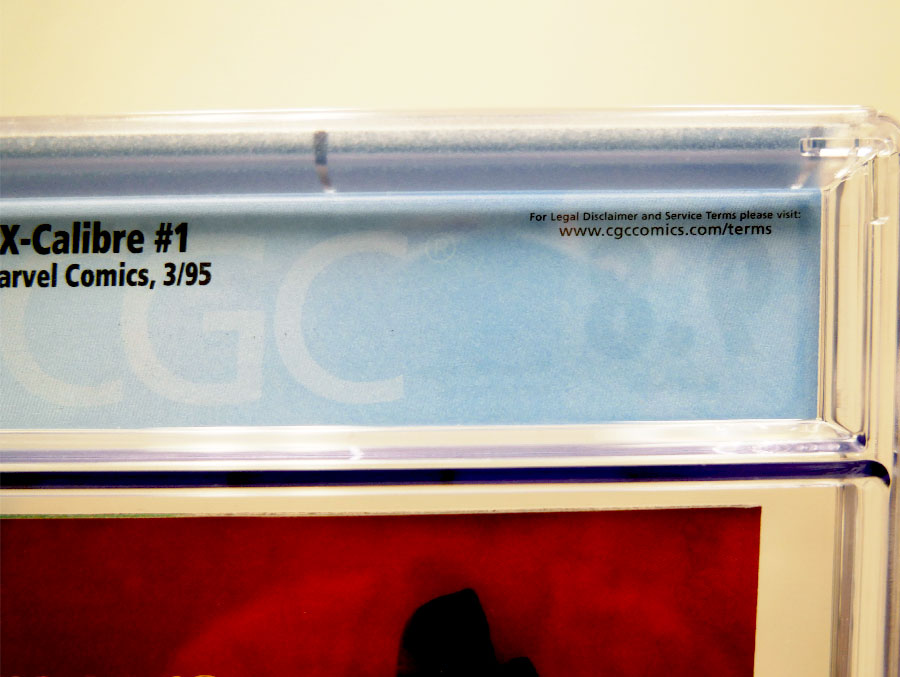 X-Calibre #1
arvel Comics, 3/95
For Legal Disclaimer and Service Terms please visit:
www.cgccomics.com/terms
CGC®